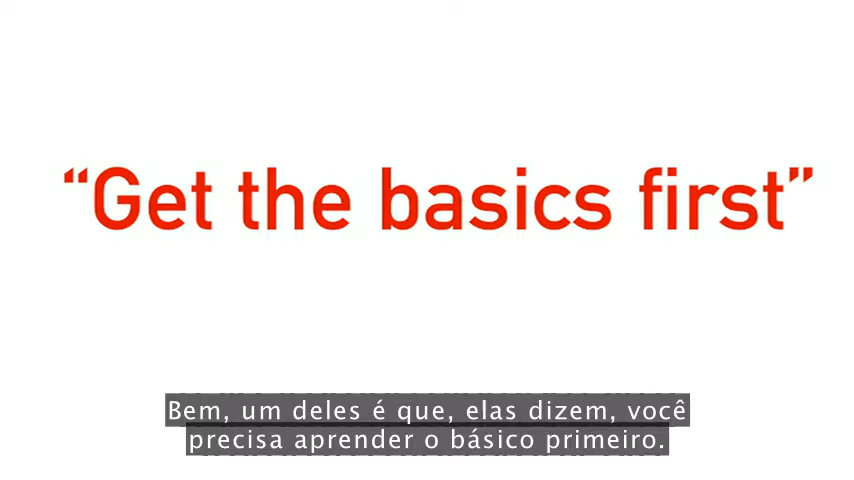 “Get the basics first”
Bem, um deles é que, elas dizem, você
precisa aprender o básico primeiro.